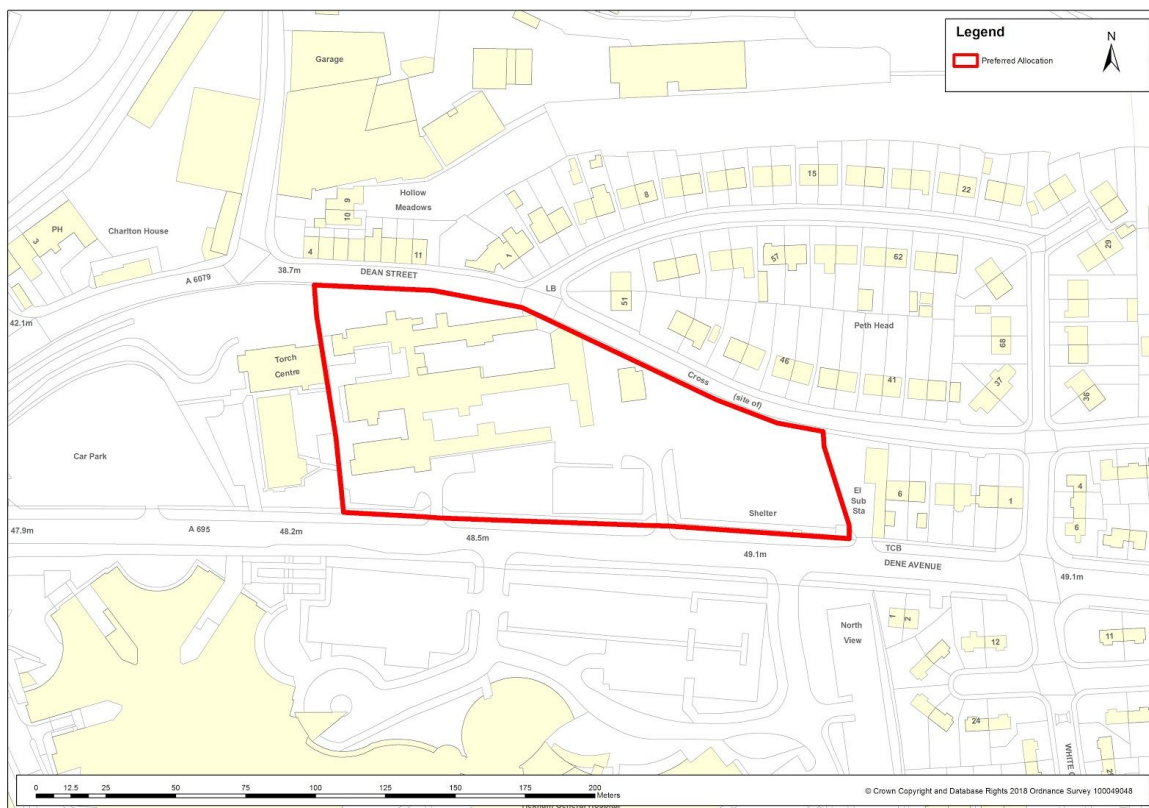 Legend
N
Preferred Allocation
Garage
Hollow
Meadows
9
10
4
11
1
8
15
22
29
PH
3
Charlton House
A 6079
38.7m
DEAN STREET
42.1m
LB
51
57
62
Peth Head
68
46
41
37
36
Cross
(site of)
Torch
Centre
Car Park
47.9m
A 695
48.2m
48.5m
Shelter
49.1m
El
Sub
Sta
6
1
4
6
TCB
DENE AVENUE
49.1m
North
View
1
2
12
11
24
0 12.5 25 50 75 100 125 150 175 200
Meters
© Crown Copyright and Database Rights 2018 Ordnance Survey 100049048